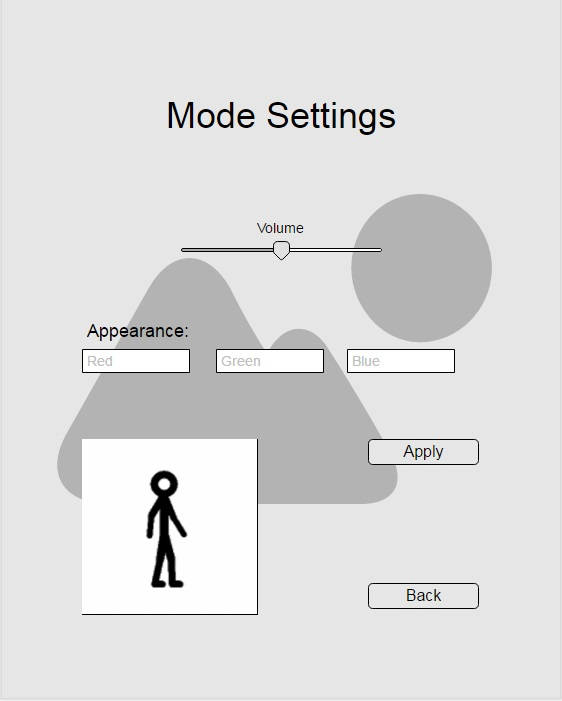 Mode Settings
Volume
Appearance:
Red
Green
Blue
Apply
Back